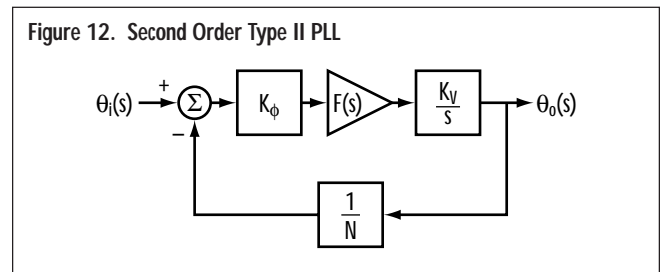 Figure 12. Second Order Type II PLL
θi(s)
+
−
Σ
Kϕ
F(s)
KV
s
θo(s)
1
N